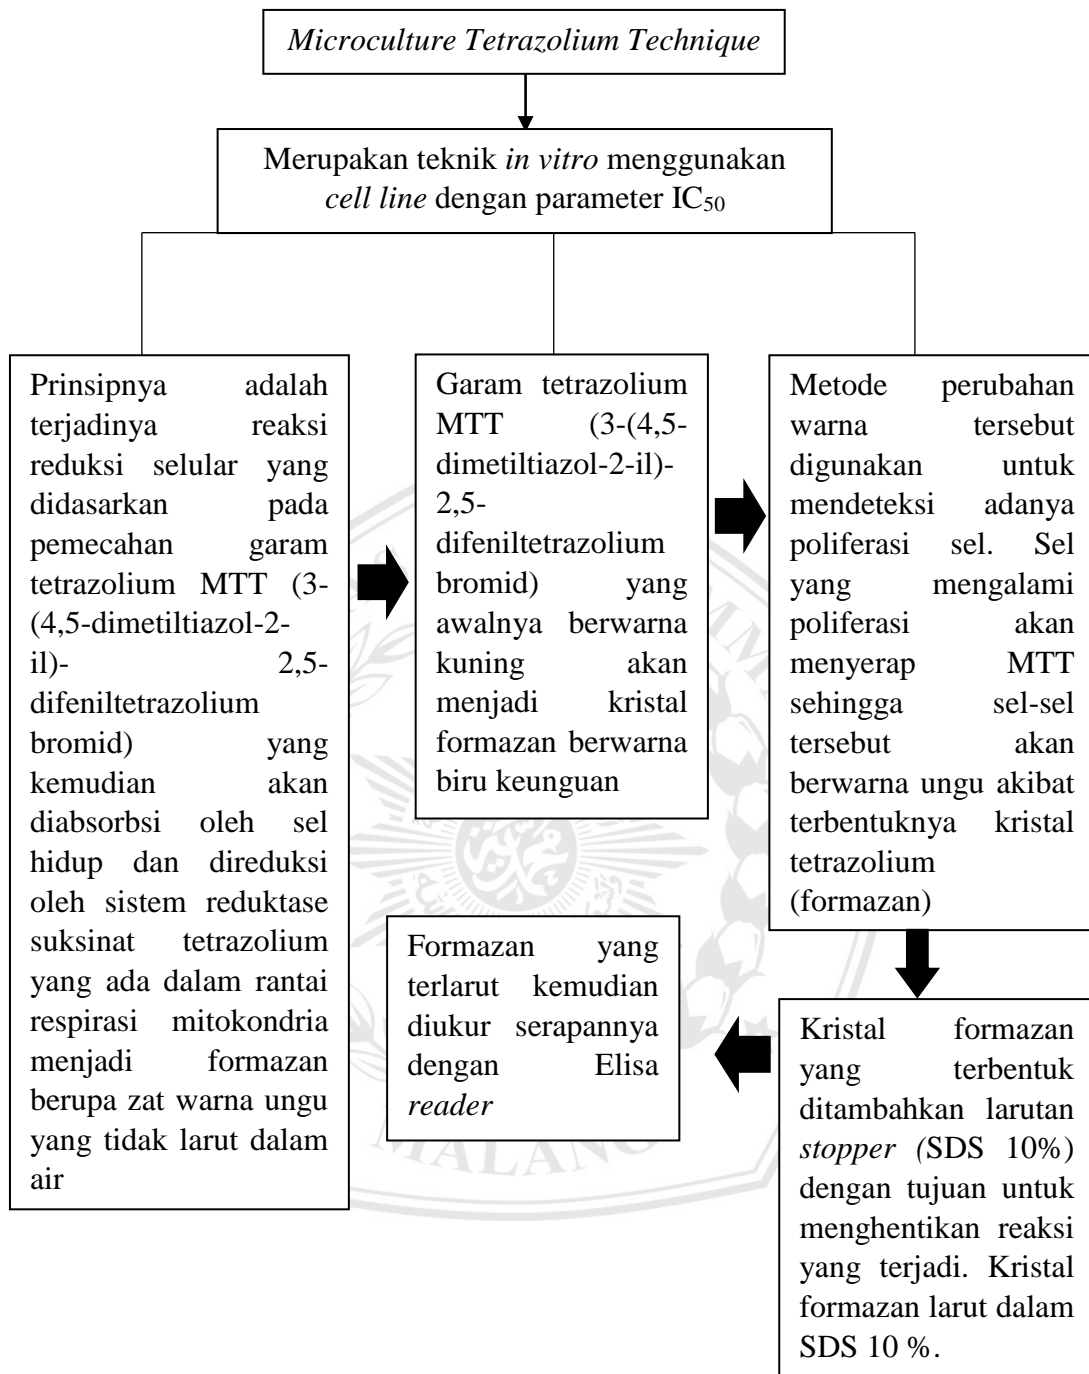 Microculture Tetrazolium Technique
Merupakan teknik in vitro menggunakan
cell line dengan parameter IC50
Prinsipnya adalah
terjadinya reaksi
reduksi selular yang
didasarkan pada
pemecahan garam
tetrazolium MTT (3-
(4,5-dimetiltiazol-2-
il)- 2,5-
difeniltetrazolium
bromid) yang
kemudian akan
diabsorbsi oleh sel
hidup dan direduksi
oleh sistem reduktase
suksinat tetrazolium
yang ada dalam rantai
respirasi mitokondria
menjadi formazan
berupa zat warna ungu
yang tidak larut dalam
air
Garam tetrazolium
MTT (3-(4,5-
dimetiltiazol-2-il)-
2,5-
difeniltetrazolium
bromid) yang
awalnya berwarna
kuning akan
menjadi kristal
formazan berwarna
biru keunguan
Metode perubahan
warna tersebut
digunakan untuk
mendeteksi adanya
poliferasi sel. Sel
yang mengalami
poliferasi akan
menyerap MTT
sehingga sel-sel
tersebut akan
berwarna ungu akibat
terbentuknya kristal
tetrazolium
(formazan)
Kristal formazan
yang terbentuk
ditambahkan larutan
stopper (SDS 10%)
dengan tujuan untuk
menghentikan reaksi
yang terjadi. Kristal
formazan larut dalam
SDS 10 %.
Formazan yang
terlarut kemudian
diukur serapannya
dengan Elisa
reader
MALANG